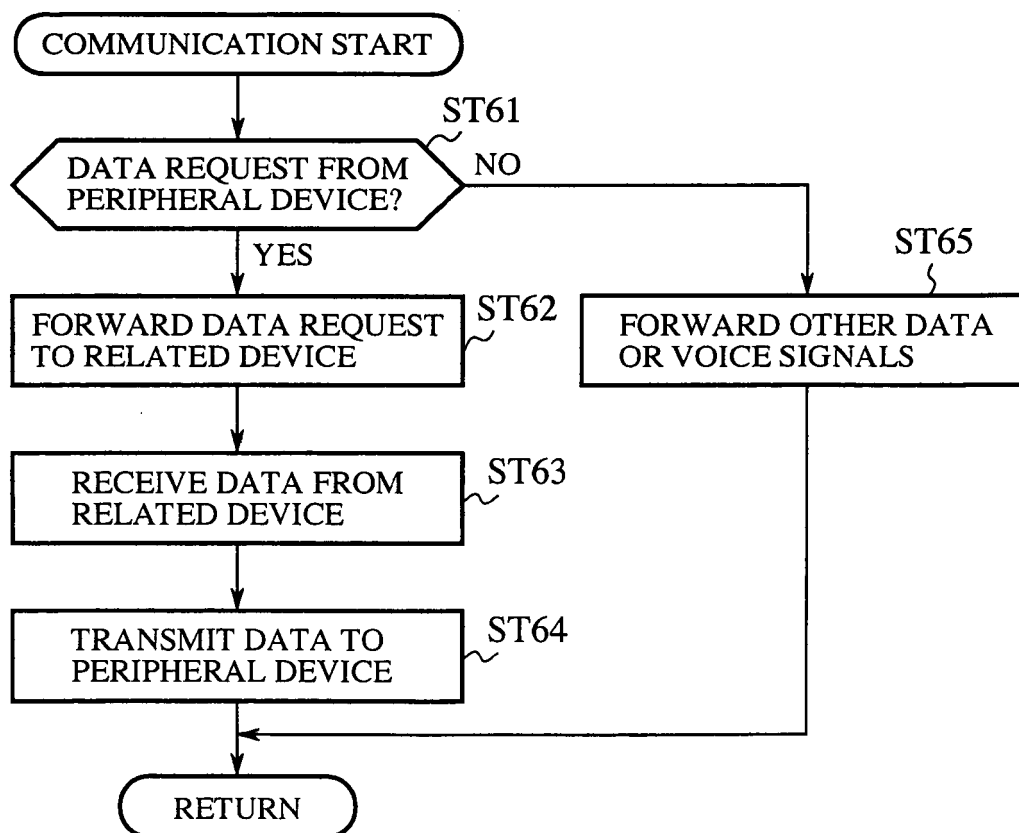 COMMUNICATION START
ST61
DATA REQUEST FROM
PERIPHERAL DEVICE?
NO
YES
ST65
FORWARD DATA REQUEST
TO RELATED DEVICE
ST62
FORWARD OTHER DATA
OR VOICE SIGNALS
RECEIVE DATA FROM
RELATED DEVICE
ST63
TRANSMIT DATA TO
PERIPHERAL DEVICE
ST64
RETURN